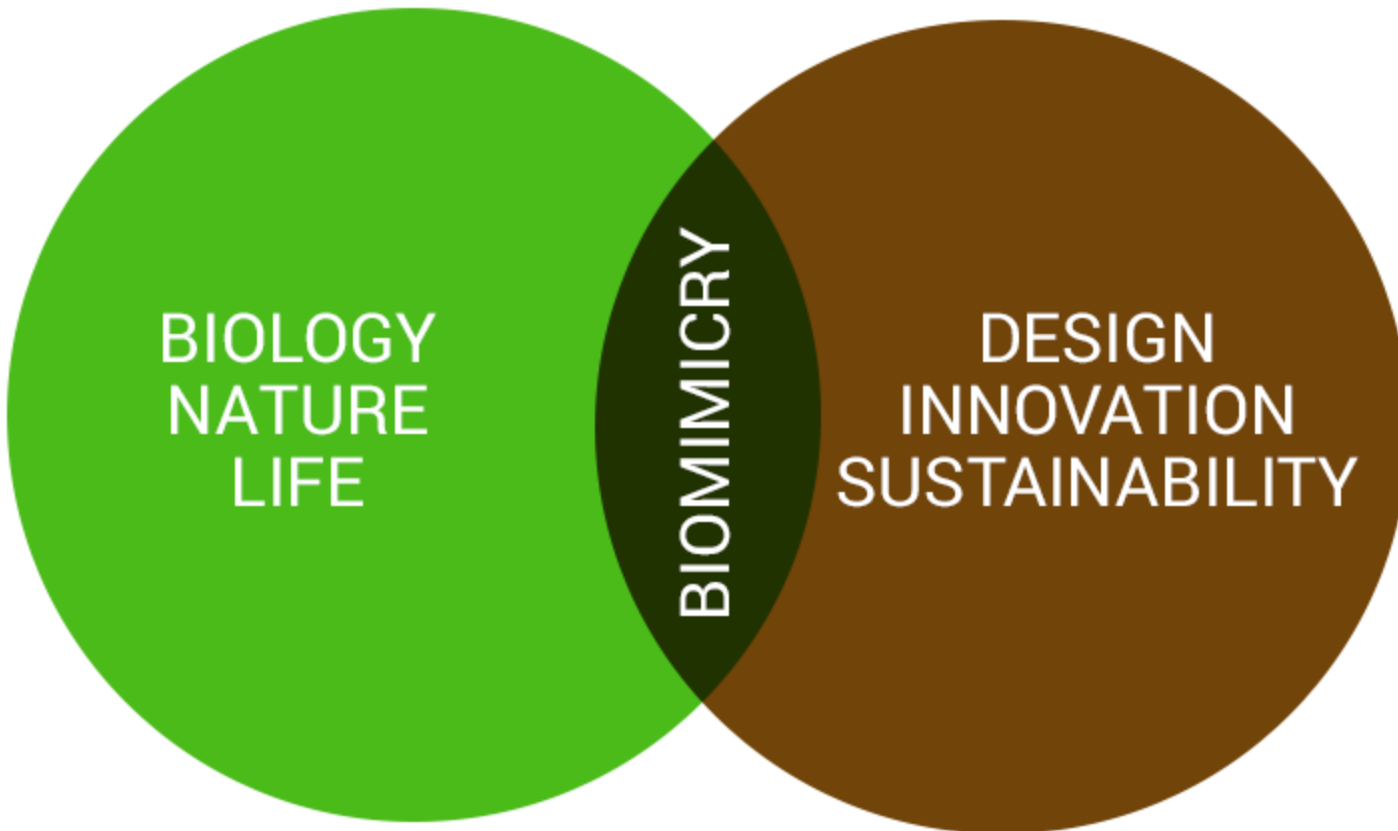 BIOLOGY
NATURE
LIFE
BIOMIMICRY
DESIGN
INNOVATION
SUSTAINABILITY